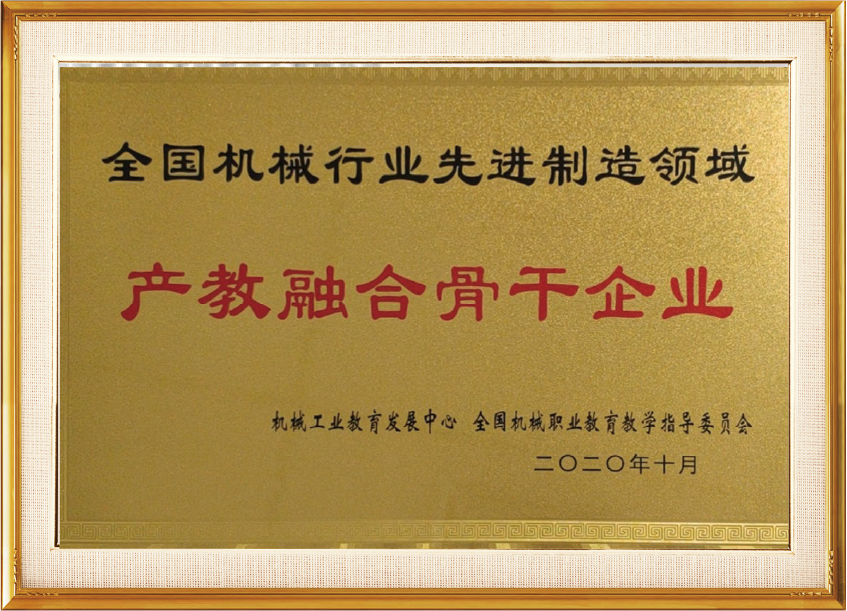 全国机械行业先进制造领域
产教融合骨干企业
机械工业教育发展中心 全国机械职业教育教学指导委员会
二〇二〇年十月